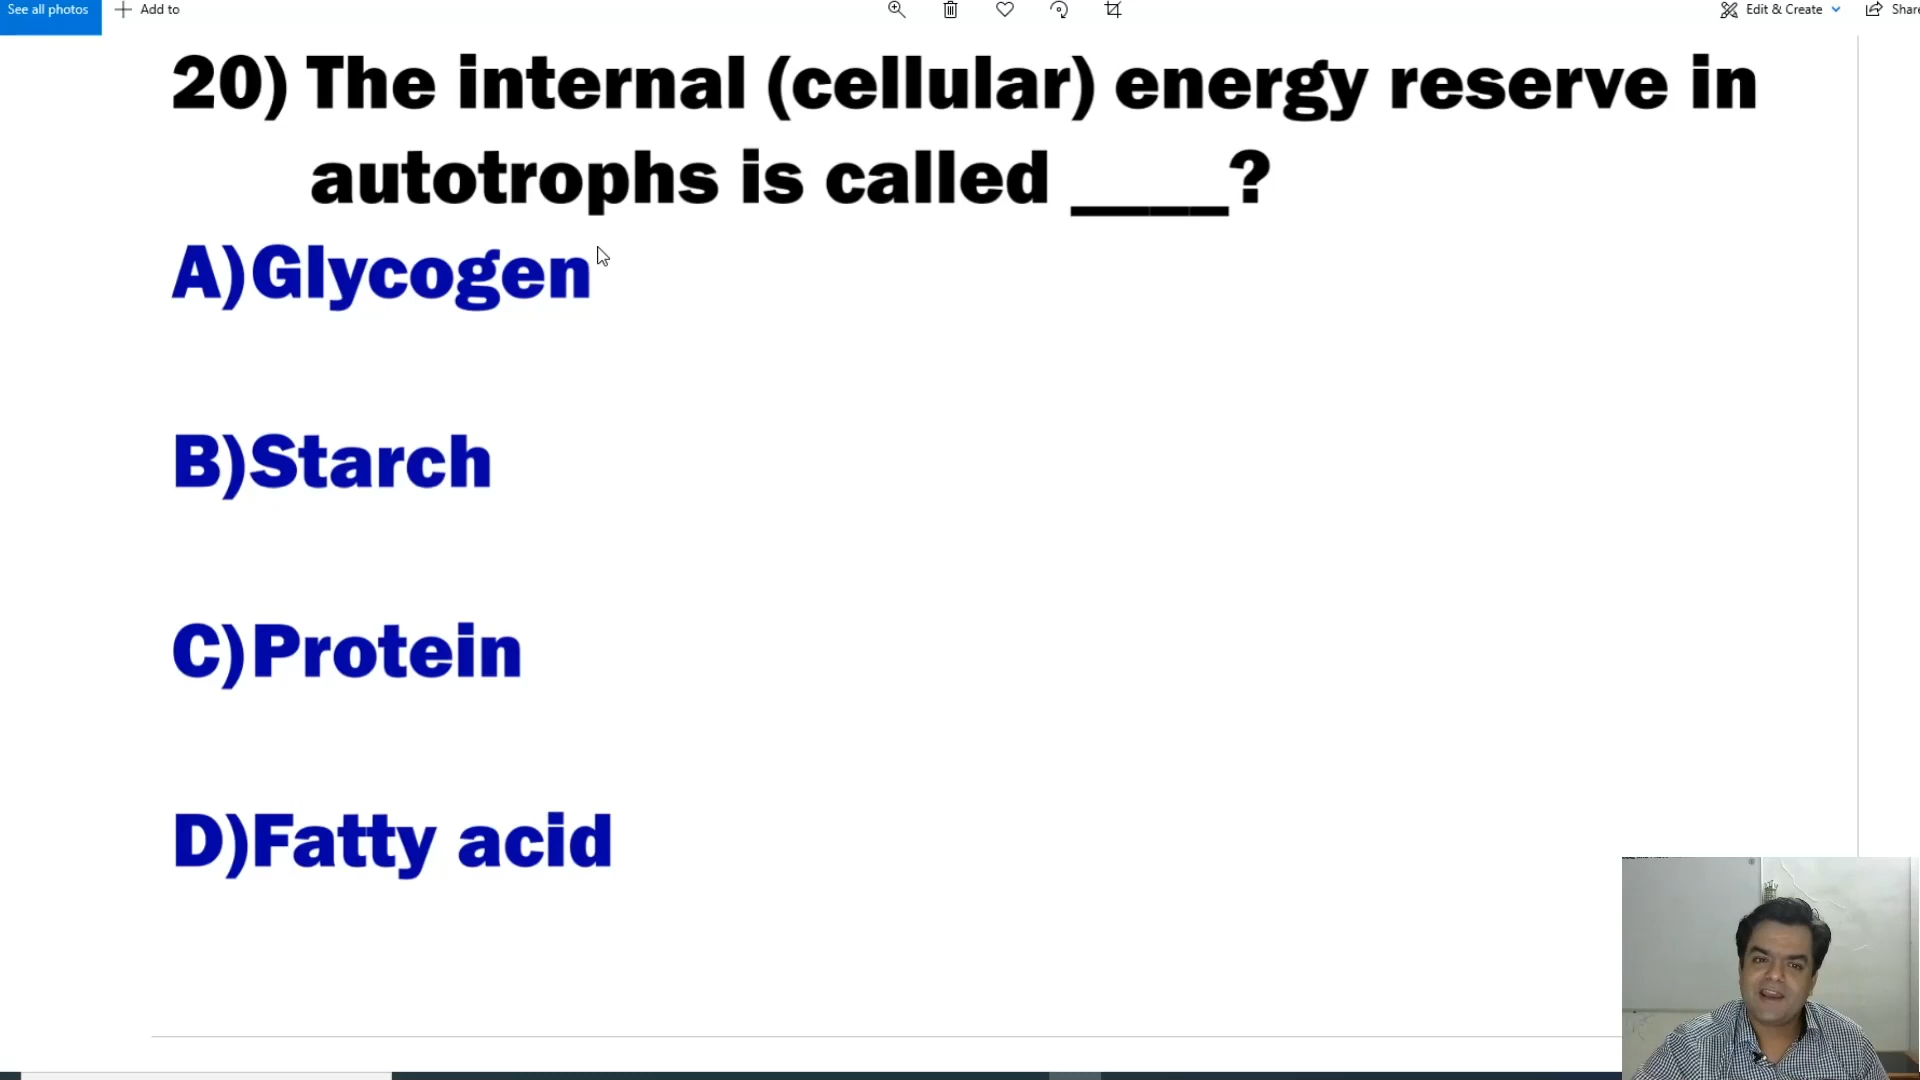 See all photos
Add to
Edit & Create
Share
20) The internal (cellular) energy reserve in
autotrophs is called ____?
A)Glycogen
B)Starch
C)Protein
D)Fatty acid